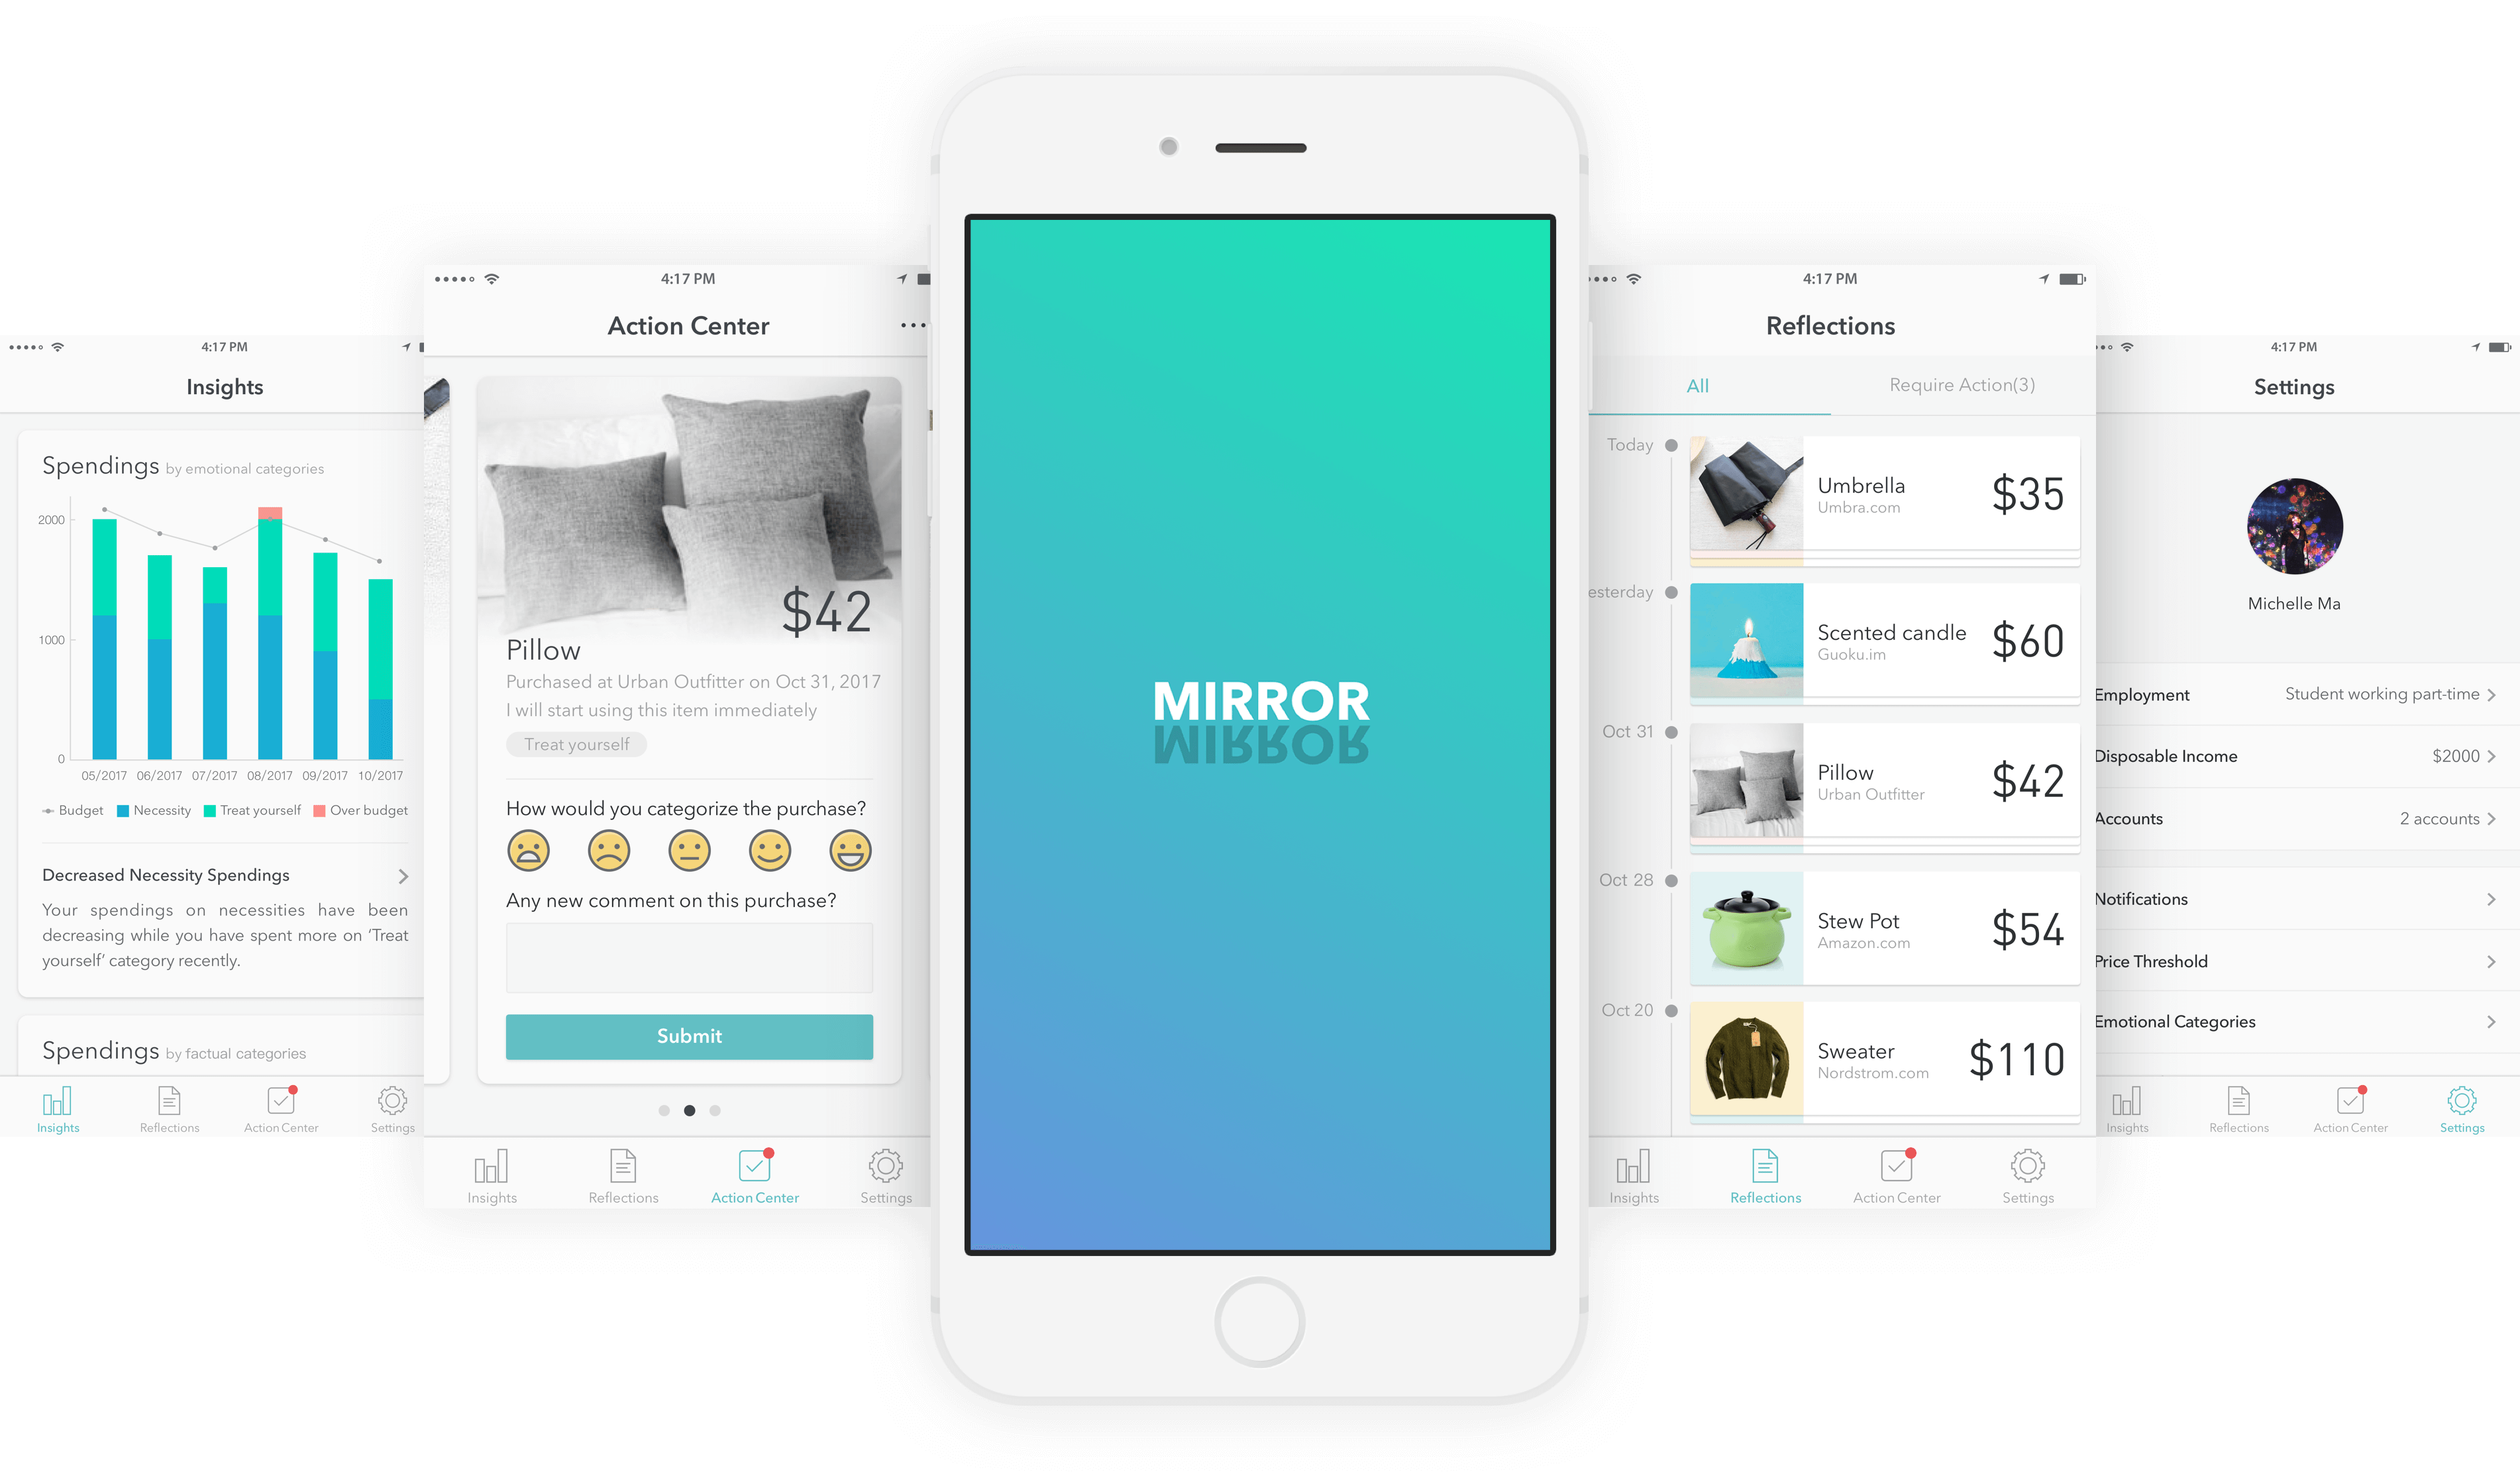 4:17 PM
Insights
Spendings by emotional categories
2000
1000
0
05/2017 06/2017 07/2017 08/2017 09/2017 10/2017
Budget Necessity Treat yourself Over budget
Decreased Necessity Spendings
Your spendings on necessities have been
decreasing while you have spent more on ‘Treat
yourself’ category recently.
Spendings by factual categories
Insights Reflections Action Center Settings
4:17 PM
Action Center
$42
Pillow
Purchased at Urban Outfitter on Oct 31, 2017
I will start using this item immediately
Treat yourself
How would you categorize the purchase?
Any new comment on this purchase?
Submit
Insights Reflections Action Center Settings
MIRROR
MIRROR
4:17 PM
Reflections
All Require Action(3)
Today
Umbrella
Umbra.com
$35
esterday
Scented candle
Guoku.im
$60
Oct 31
Pillow
Urban Outfitter
$42
Oct 28
Stew Pot
Amazon.com
$54
Oct 20
Sweater
Nordstrom.com
$110
Insights Reflections Action Center Settings
4:17 PM
Settings
Michelle Ma
Employment Student working part-time
Disposable Income $2000
Accounts 2 accounts
Notifications
Price Threshold
Emotional Categories
Insights Reflections Action Center Settings